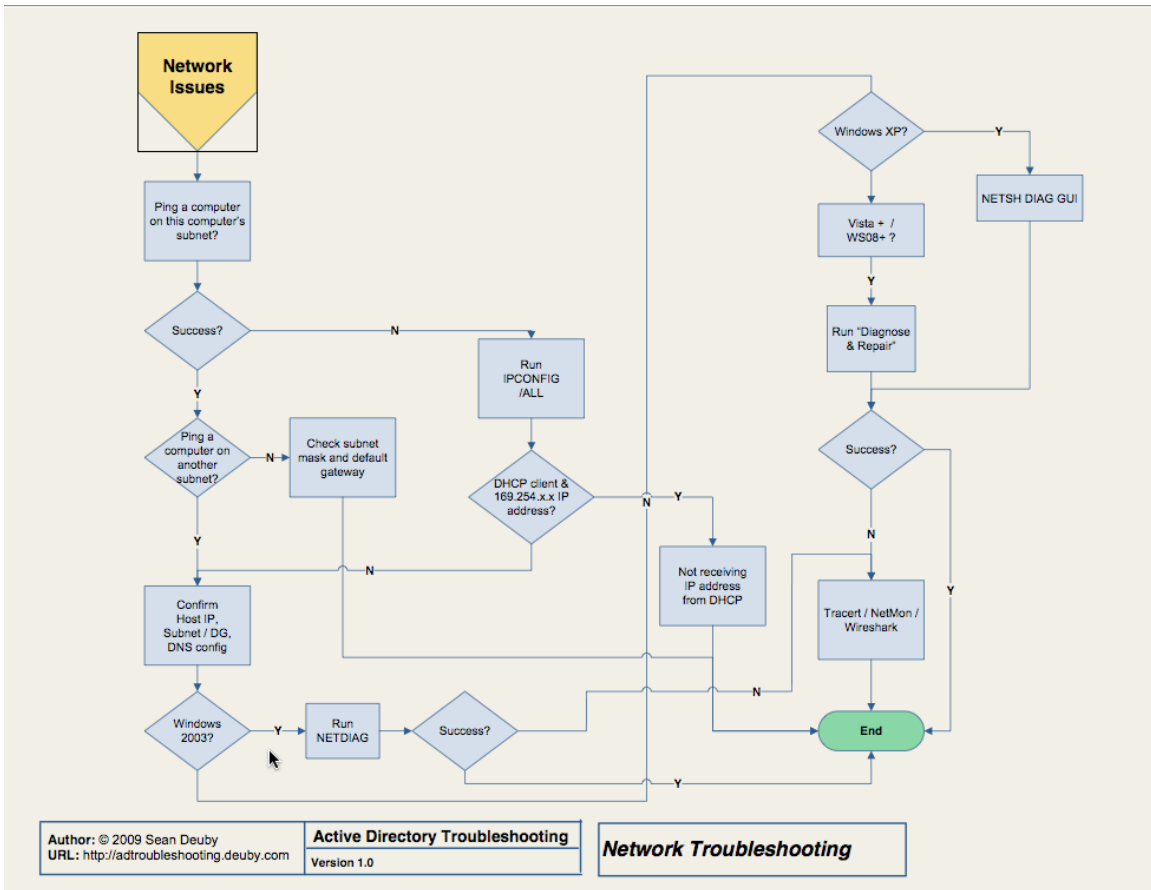 Network
Issues
Ping a computer
on this computer's
subnet?
Success?
N
Y
Run
IPCONFIG
/ALL
Ping a
computer on
another
subnet?
N
Check subnet
mask and default
gateway
DHCP client &
169.254.x.x IP
address?
Y
N
Not receiving
IP address
from DHCP
Y
Confirm
Host IP,
Subnet / DG,
DNS config
Windows
2003?
Y
Run
NETDIAG
Success?
N
Y
N
Windows XP?
Y
NETSH DIAG GUI
Vista + /
WS08+ ?
Y
Run "Diagnose
& Repair"
Success?
N
Y
Tracert / NetMon /
Wireshark
End
Author: © 2009 Sean Deuby
URL: http://adtroubleshooting.deuby.com
Active Directory Troubleshooting
Version 1.0
Network Troubleshooting